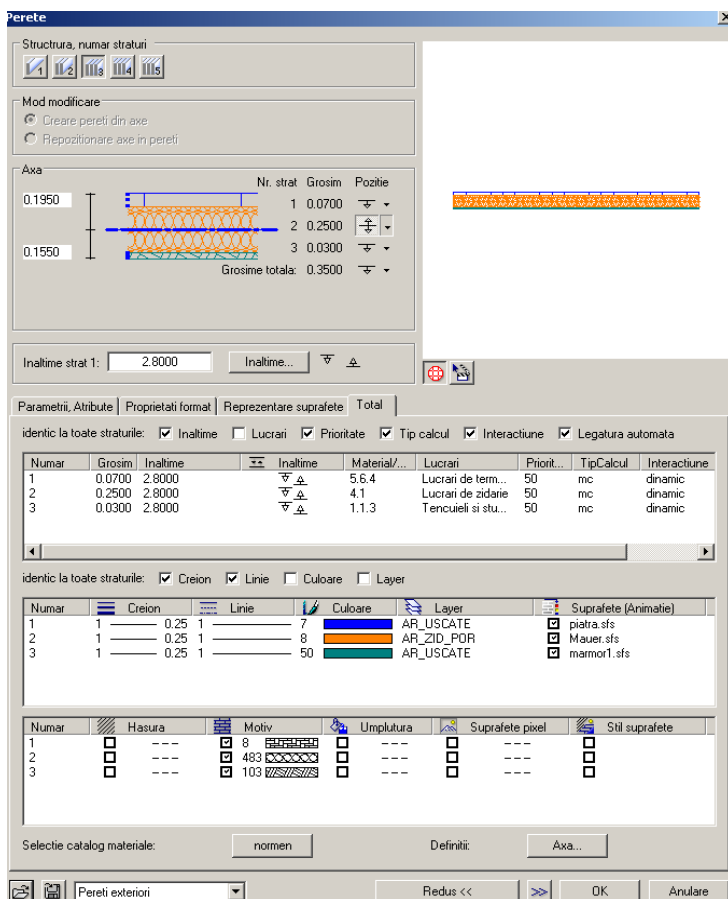 Perete
Structrura, numar straturi
1 2 3 4 5
Mod modificare
Creare pereti din axe
Repozitionare axe in pereti
Axa
Nr. strat Grosim Pozitie
0.1950
1 0.0700
2 0.2500
0.1550
3 0.0300
Grosime totala: 0.3500
Inaltime strat 1: 2.8000 Inaltime...
Parametrii, Atribute Proprietati format Reprezentare suprafete Total
identic la toate straturile: Inaltime Lucrari Prioritate Tip calcul Interactiune Legatura automata
Numar Grosim Inaltime Inaltime Material/... Lucrari Priorit... TipCalcul Interactiune
1 0.0700 2.8000 5.6.4 Lucrari de term... 50 mc dinamic
2 0.2500 2.8000 4.1 Lucrari de zidarie 50 mc dinamic
3 0.0300 2.8000 1.1.3 Tencuieli si stu... 50 mc dinamic
identic la toate straturile: Creion Linie Culoare Layer
Numar Creion Linie Culoare Layer Suprafete (Animatie)
1 1 0.25 1 7 AR_USCATE piatra.sfs
2 1 0.25 1 8 AR_ZID_POR Mauer.sfs
3 1 0.25 1 50 AR_USCATE marmor1.sfs
Numar Hasura Motiv Umplutura Suprafete pixel Stil suprafete
1 --- 8 --- ---
2 --- 483 --- ---
3 --- 103 --- ---
Selectie catalog materiale: normen Definitii: Axa...
Pereti exteriori Redus << >> OK Anulare